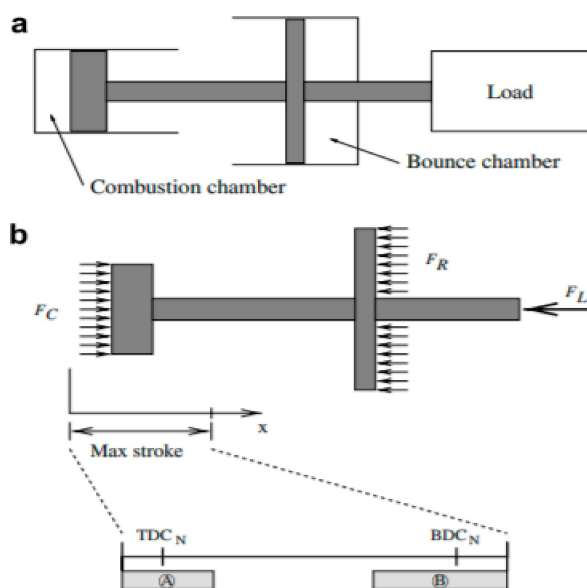 a
Load
Bounce chamber
Combustion chamber
b
F_R
F_C
F_L
x
Max stroke
TDC_N
BDC_N
A
B